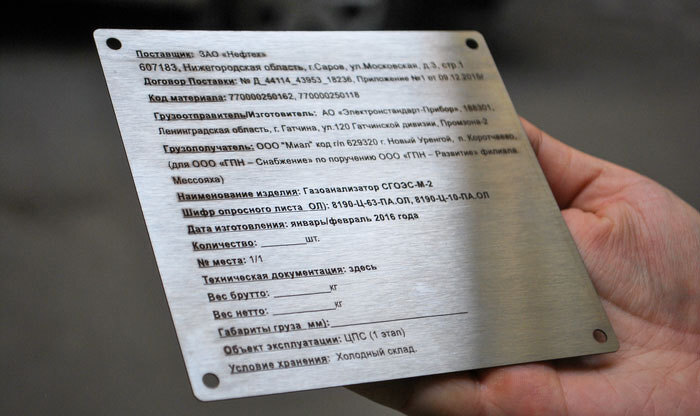 Поставщик: ЗАО «Нефтех»
607183, Нижегородская область, г.Саров, ул.Московская, д.3, стр.1
Договор Поставки: № Д_44114_43953_18236, Приложение №1 от 09.12.2015г
Код материала: 770000250162, 770000250118
Грузоотправитель/Изготовитель: АО «Электронстандарт-Прибор», 188301,
Ленинградская область, г. Гатчина, ул.120 Гатчинской дивизии, Промзона-2
Грузополучатель: ООО "Миал" код г/п 629320 г. Новый Уренгой, п. Коротчаево,
(для ООО «ГПН – Снабжение» по поручению ООО «ГПН – Развитие» филиала
Мессояха)
Наименование изделия: Газоанализатор СГОЭС-М-2
Шифр опросного листа ОЛ): 8190-Ц-63-ПА.ОЛ, 8190-Ц-10-ПА.ОЛ
Дата изготовления: январь/февраль 2016 года
Количество: _______шт.
№ места: 1/1
Техническая документация: здесь
Вес брутто: __________кг
Вес нетто: __________кг
Габариты груза мм):______________________
Объект эксплуатации: ЦПС (1 этап)
Условие хранения: Холодный склад.